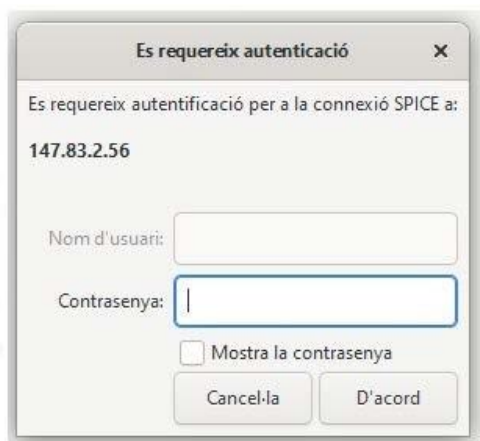 Es requereix autenticació
Es requereix autentificació per a la connexió SPICE a:
147.83.2.56
Nom d'usuari:
Contrasenya:
Mostra la contrasenya
Cancel·la D'acord